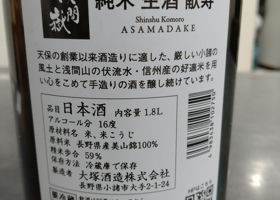 嶽
純米 生酒 献寿
Shinshu Komoro
ASAMADAKE
天保の創業以来酒造りに適した、厳しい小諸の
風土と浅間山の伏流水・信州産の好適米を用
い心をこめて手造りの酒を醸し続けています。
品目 日本酒 内容量 1.8L
アルコール分 16度
原材料名 米、米こうじ
原料米 長野県産美山錦100%
精米歩合 59%
保存方法 冷蔵庫で保存
製造者 大塚酒造株式会社
長野県小諸市大手2-1-24